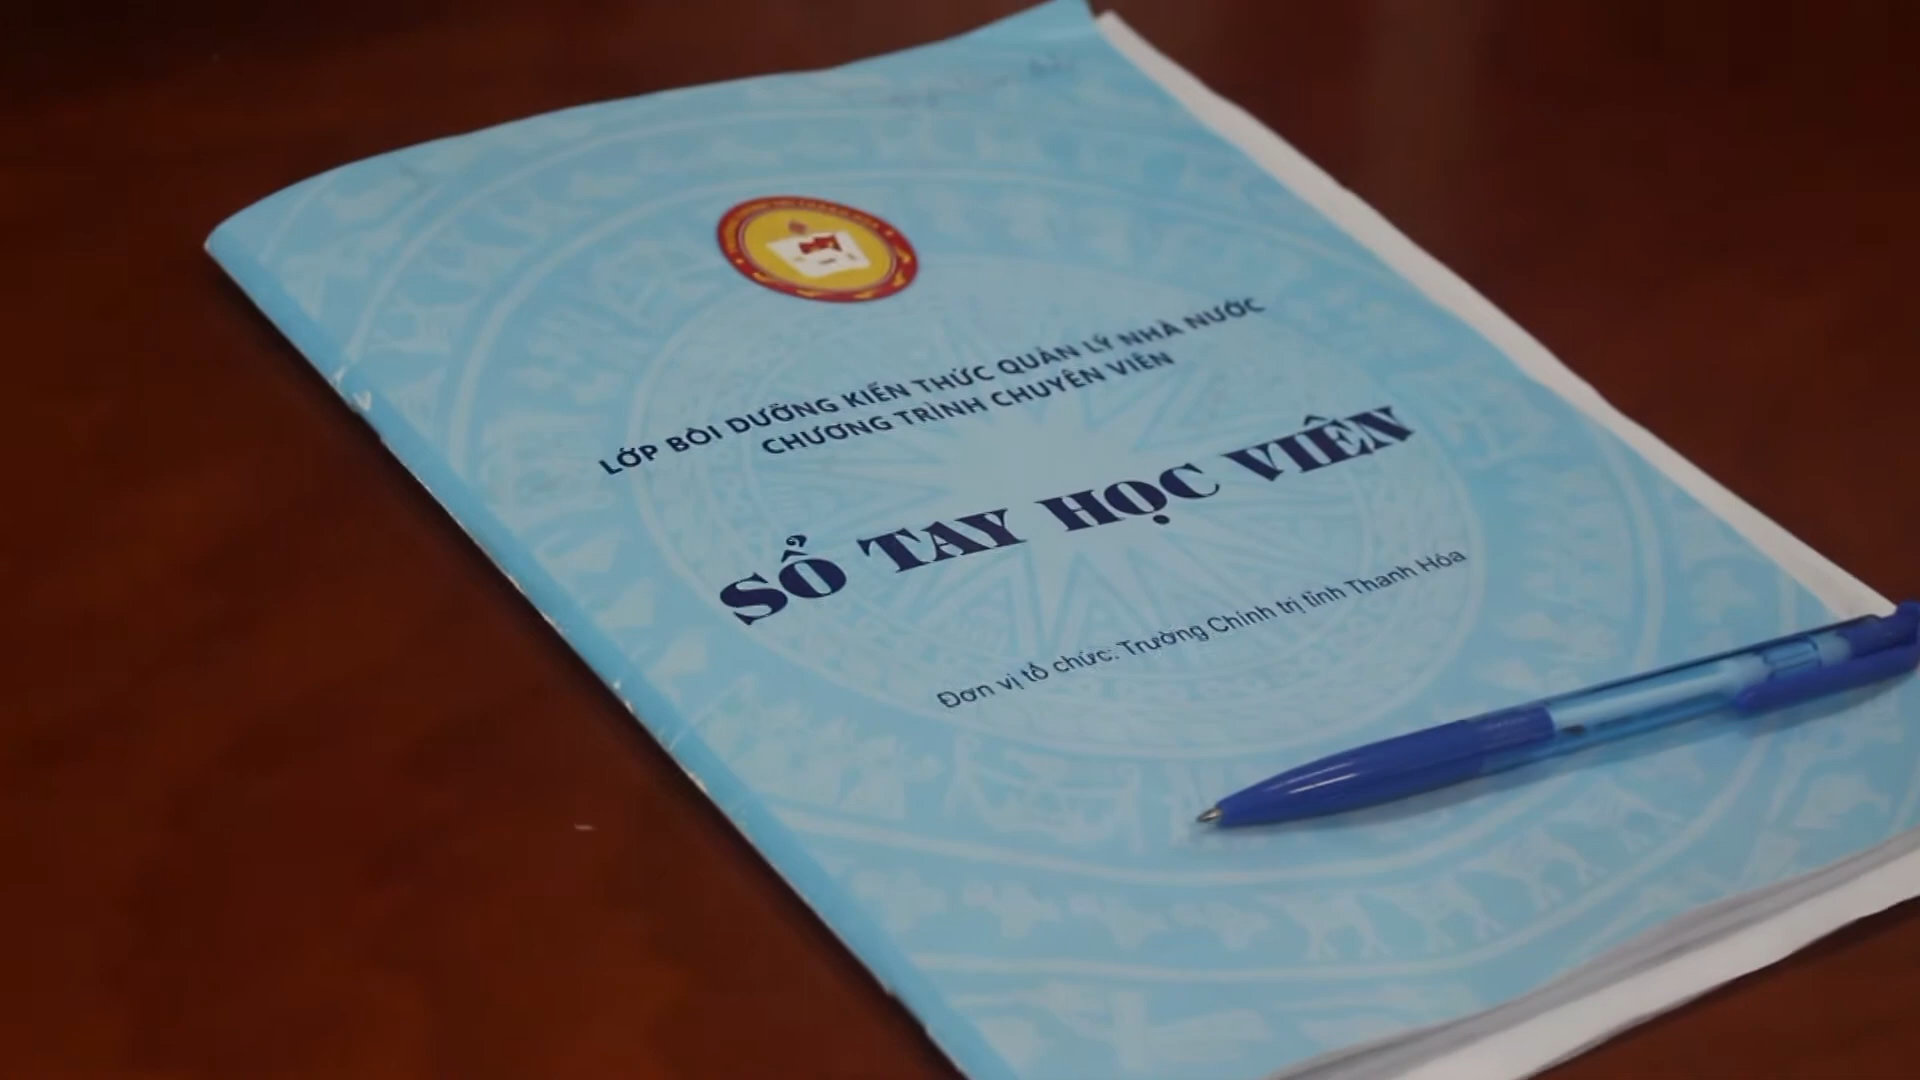 LỚP BỒI DƯỠNG KIẾN THỨC QUẢN LÝ NHÀ NƯỚC
CHƯƠNG TRÌNH CHUYÊN VIÊN
SỔ TAY HỌC VIÊN
Đơn vị tổ chức: Trường Chính trị tỉnh Thanh Hóa